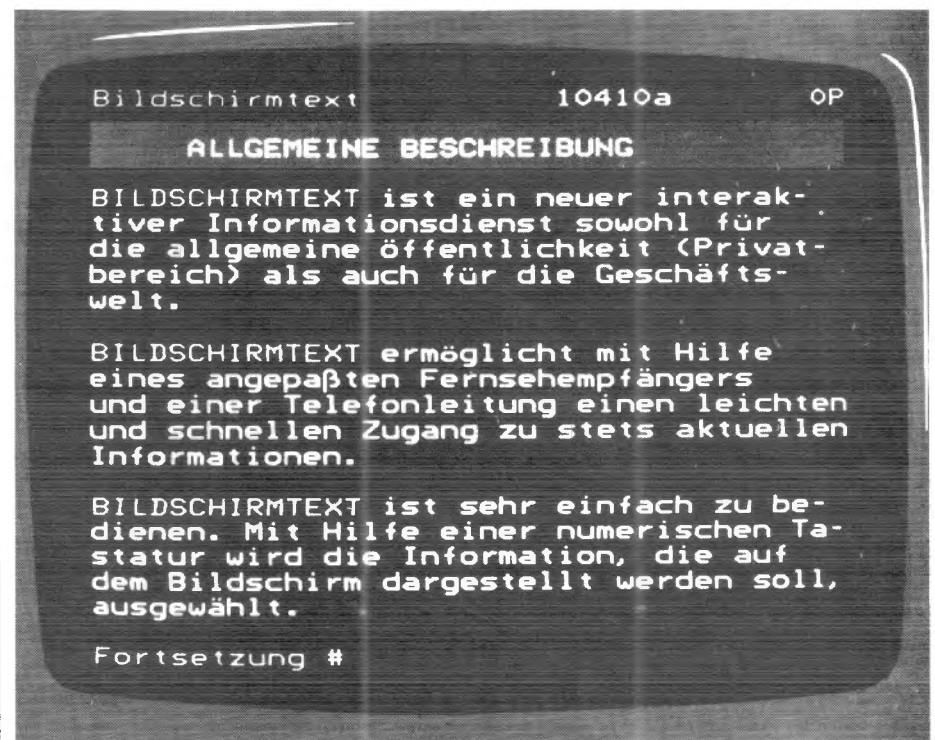 Bildschirmtext 10410a OP
ALLGEMEINE BESCHREIBUNG
BILDSCHIRMTEXT ist ein neuer interak-
tiver Informationsdienst sowohl für
die allgemeine öffentlichkeit (Privat-
bereich) als auch für die Geschäfts-
welt.
BILDSCHIRMTEXT ermöglicht mit Hilfe
eines angepaßten Fernsehempfängers
und einer Telefonleitung einen leichten
und schnellen Zugang zu stets aktuellen
Informationen.
BILDSCHIRMTEXT ist sehr einfach zu be-
dienen. Mit Hilfe einer numerischen Ta-
statur wird die Information, die auf
dem Bildschirm dargestellt werden soll,
ausgewählt.
Fortsetzung #